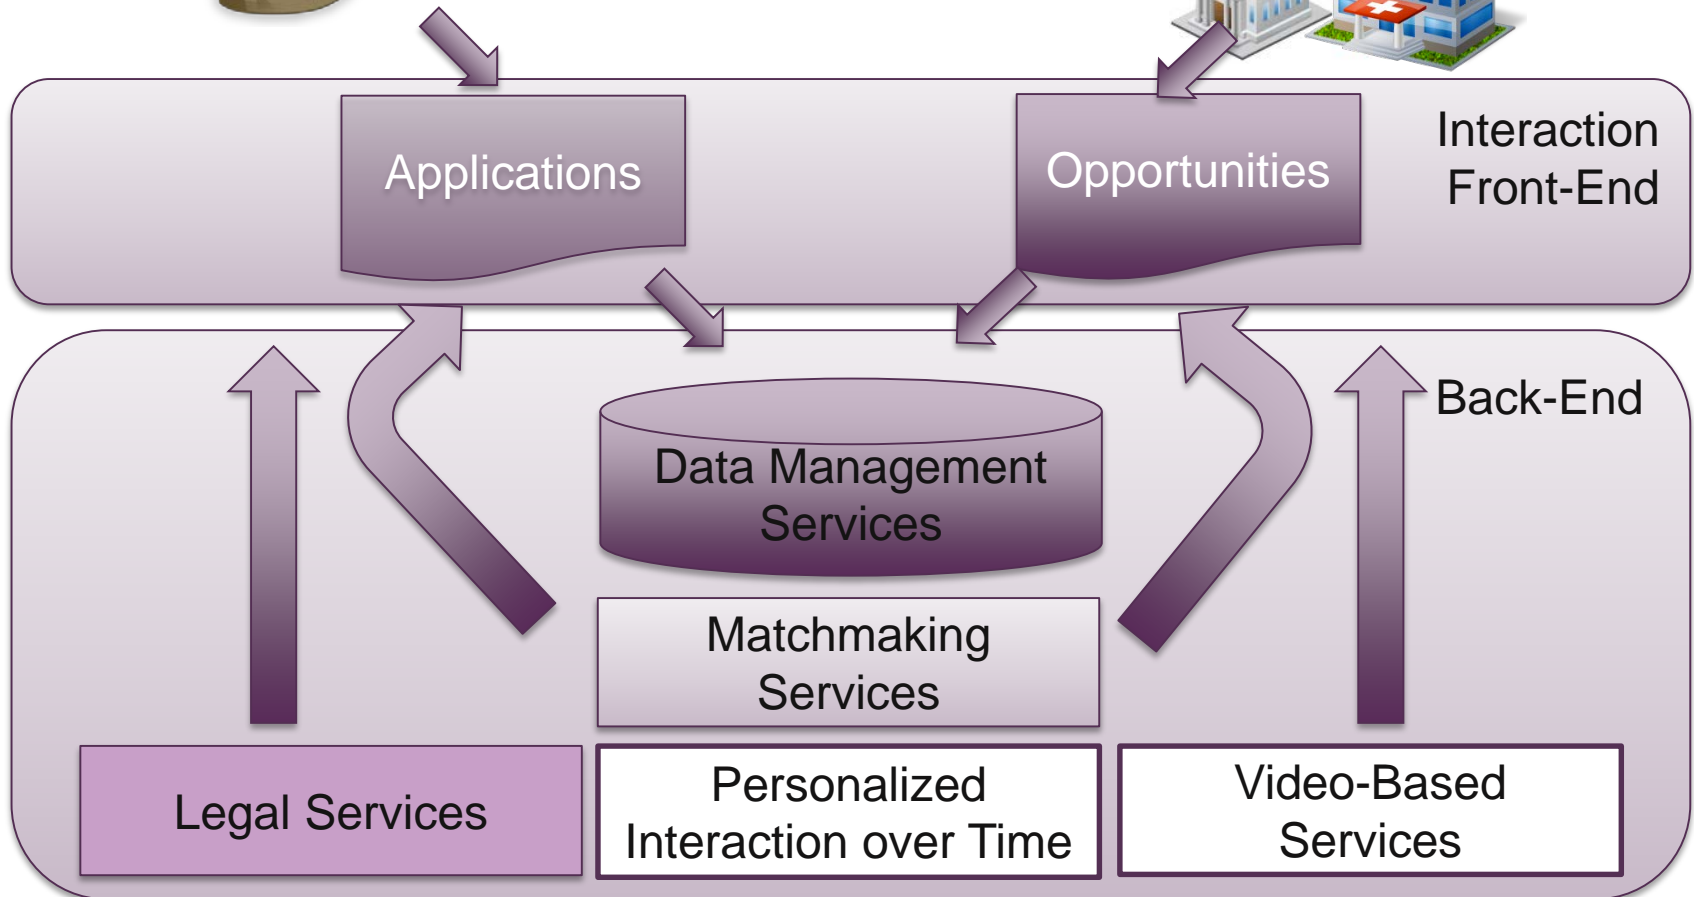 Applications
Opportunities
Interaction
Front-End
Back-End
Data Management
Services
Matchmaking
Services
Legal Services
Personalized
Interaction over Time
Video-Based
Services